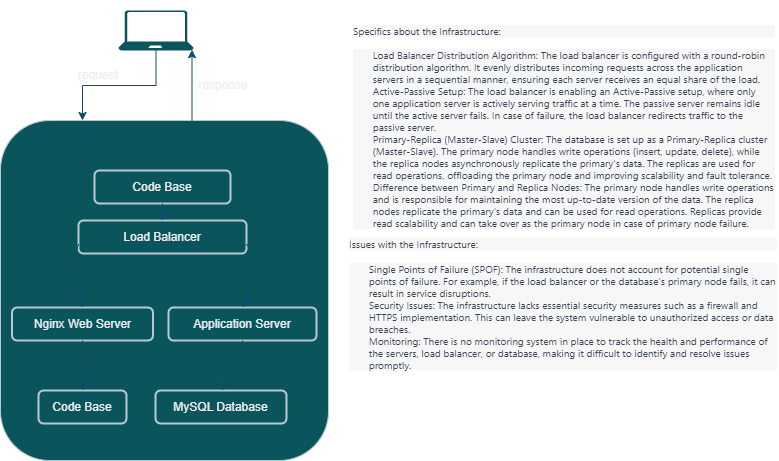 request
response
Code Base
Load Balancer
Nginx Web Server
Application Server
Code Base
MySQL Database
Specifics about the Infrastructure:
Load Balancer Distribution Algorithm: The load balancer is configured with a round-robin
distribution algorithm. It evenly distributes incoming requests across the application
servers in a sequential manner, ensuring each server receives an equal share of the load.
Active-Passive Setup: The load balancer is enabling an Active-Passive setup, where only
one application server is actively serving traffic at a time. The passive server remains idle
until the active server fails. In case of failure, the load balancer redirects traffic to the
passive server.
Primary-Replica (Master-Slave) Cluster: The database is set up as a Primary-Replica cluster
(Master-Slave). The primary node handles write operations (insert, update, delete), while
the replica nodes asynchronously replicate the primary's data. The replicas are used for
read operations, offloading the primary node and improving scalability and fault tolerance.
Difference between Primary and Replica Nodes: The primary node handles write operations
and is responsible for maintaining the most up-to-date version of the data. The replica
nodes replicate the primary's data and can be used for read operations. Replicas provide
read scalability and can take over as the primary node in case of primary node failure.
Issues with the Infrastructure:
Single Points of Failure (SPOF): The infrastructure does not account for potential single
points of failure. For example, if the load balancer or the database's primary node fails, it can
result in service disruptions.
Security Issues: The infrastructure lacks essential security measures such as a firewall and
HTTPS implementation. This can leave the system vulnerable to unauthorized access or data
breaches.
Monitoring: There is no monitoring system in place to track the health and performance of
the servers, load balancer, or database, making it difficult to identify and resolve issues
promptly.